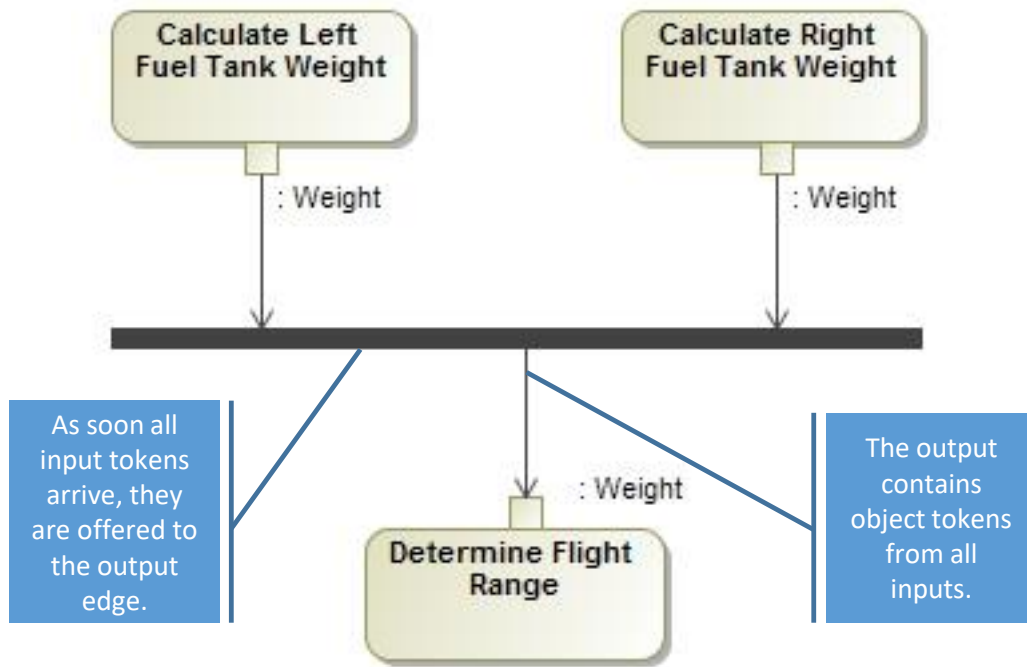 Calculate Left
Fuel Tank Weight
Calculate Right
Fuel Tank Weight
: Weight
: Weight
As soon all
input tokens
arrive, they
are offered to
the output
edge.
The output
contains
object tokens
from all
inputs.
: Weight
Determine Flight
Range